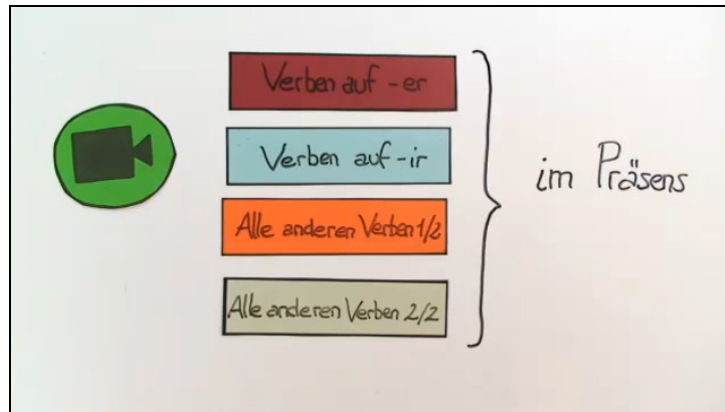 Verben auf -er
Verben auf -ir
im Präsens
Alle anderen Verben 1/2
Alle anderen Verben 2/2